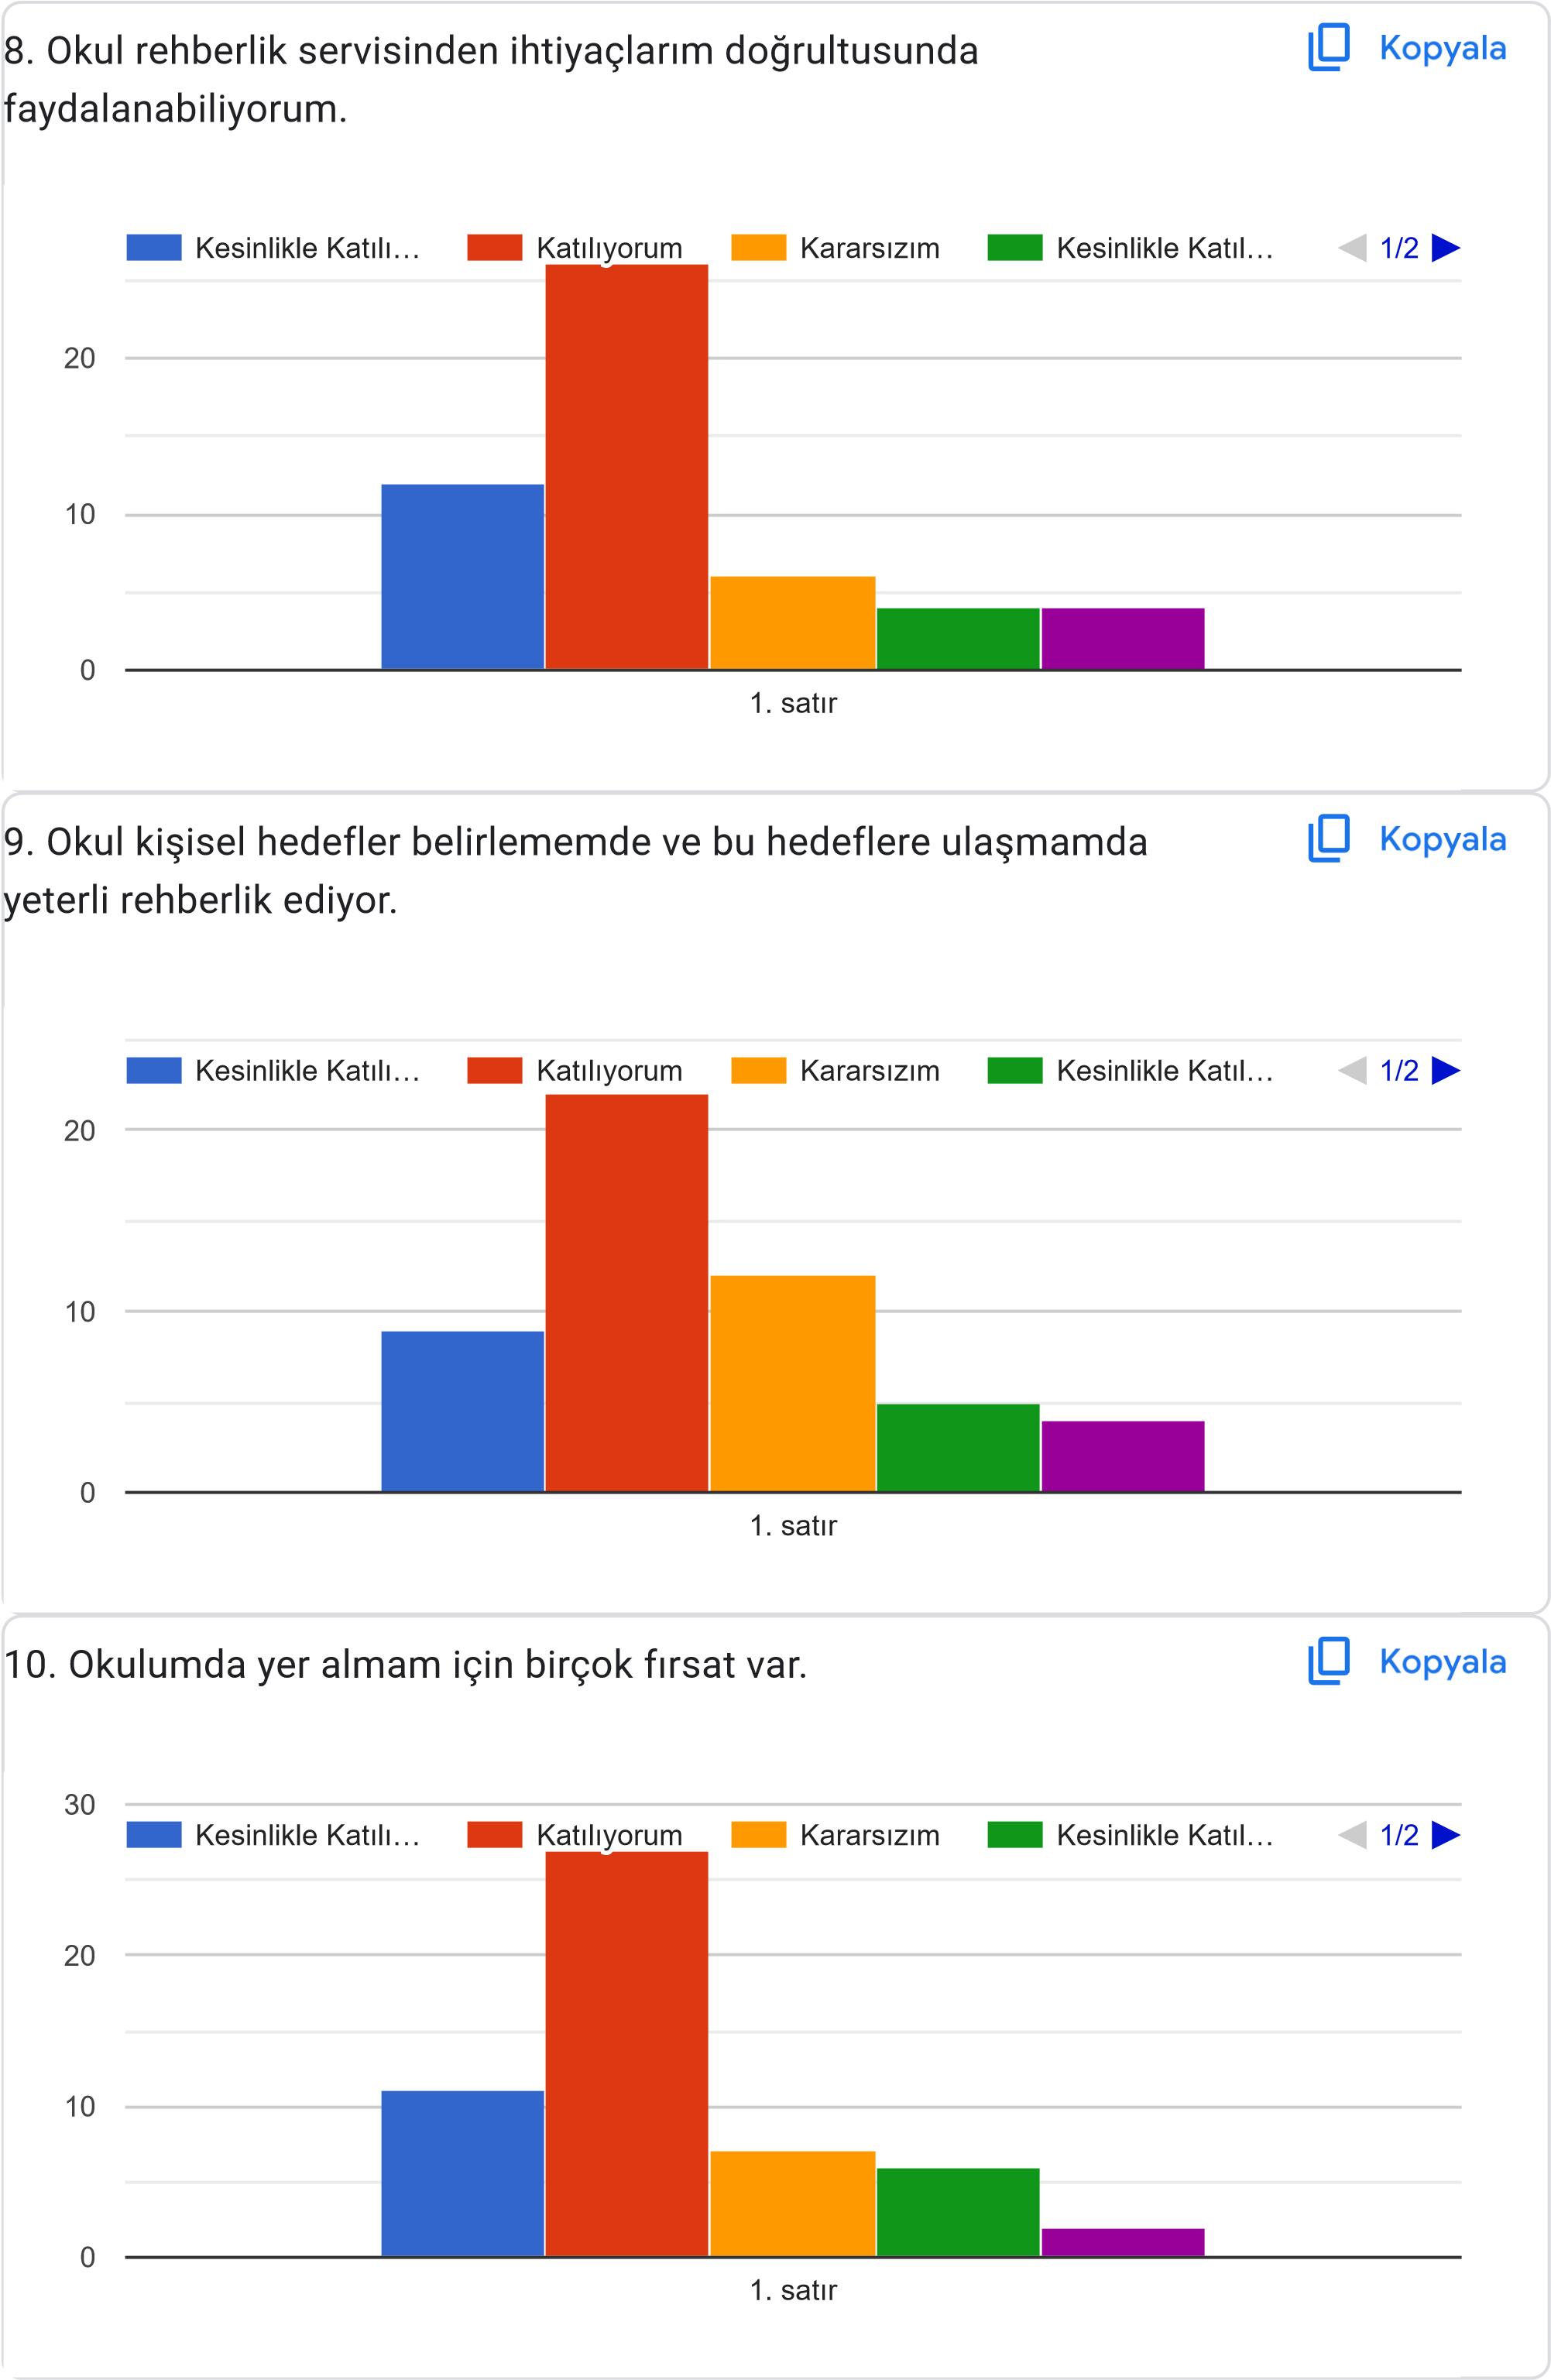 8. Okul rehberlik servisinden ihtiyaçlarım doğrultusunda
faydalanabiliyorum.
Kopyala
Kesinlikle Katılı… Katılıyorum Kararsızım Kesinlikle Katıl… 1/2
20
10
0
1. satır
9. Okul kişisel hedefler belirlememde ve bu hedeflere ulaşmamda
yeterli rehberlik ediyor.
Kopyala
Kesinlikle Katılı… Katılıyorum Kararsızım Kesinlikle Katıl… 1/2
20
10
0
1. satır
10. Okulumda yer almam için birçok fırsat var.
Kopyala
30
Kesinlikle Katılı… Katılıyorum Kararsızım Kesinlikle Katıl… 1/2
20
10
0
1. satır